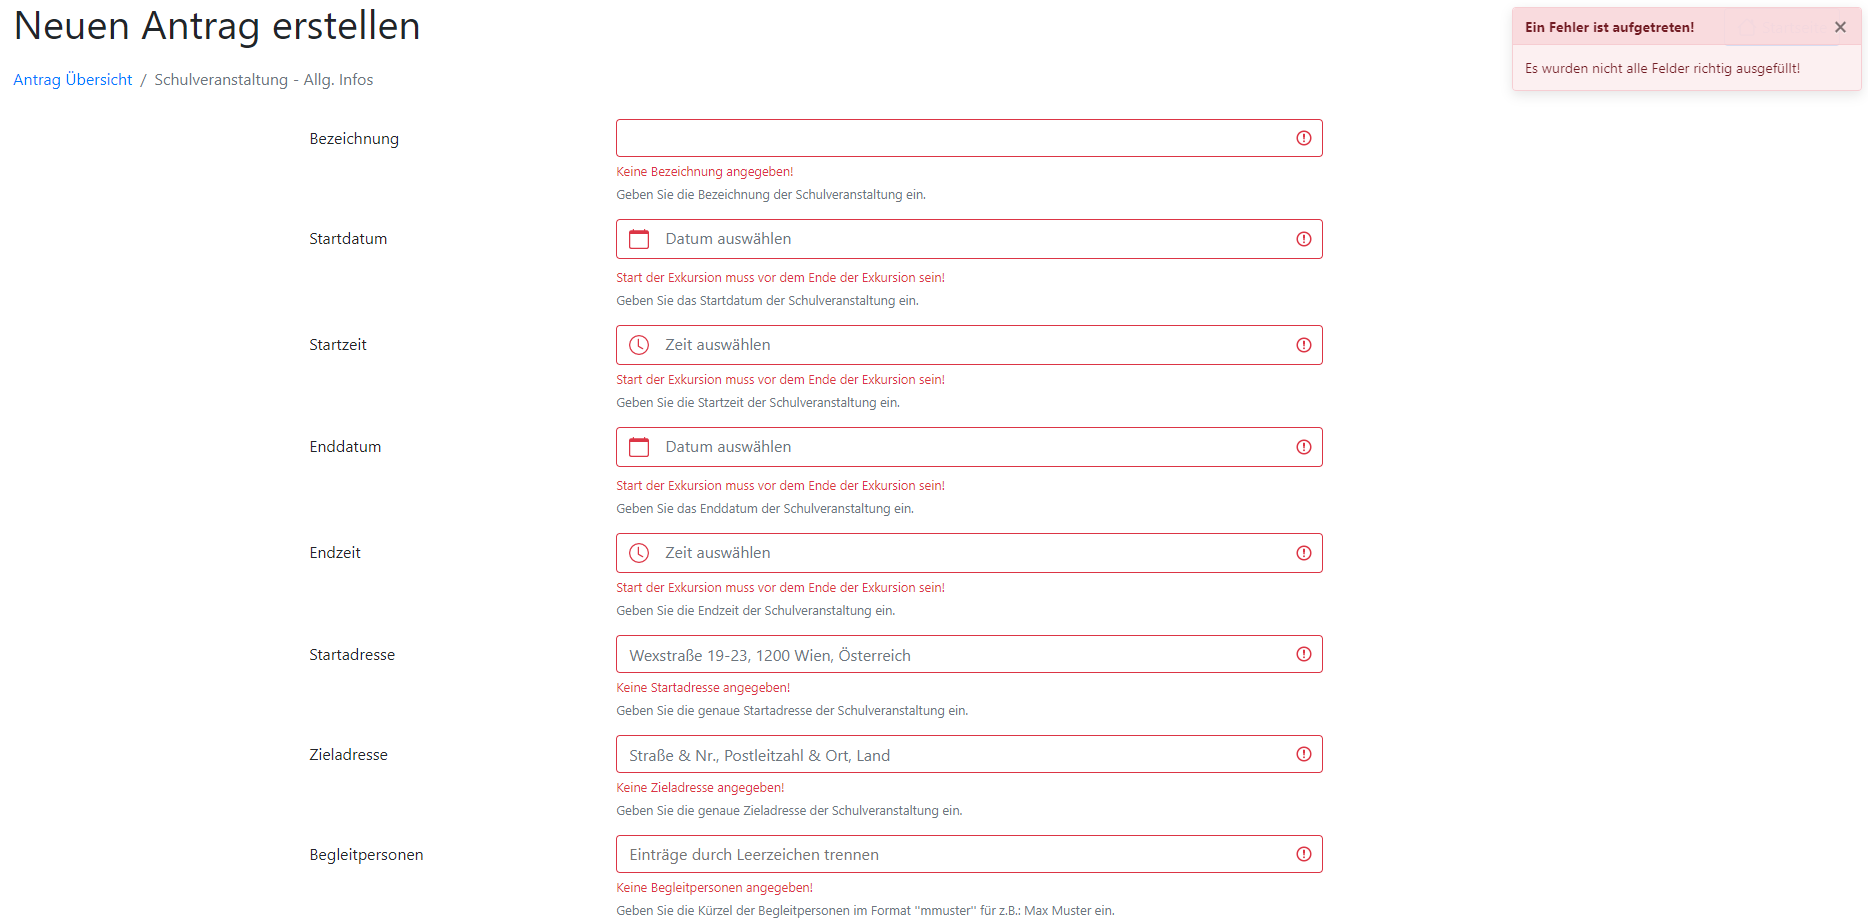 Neuen Antrag erstellen
Ein Fehler ist aufgetreten!
Es wurden nicht alle Felder richtig ausgefüllt!
Antrag Übersicht / Schulveranstaltung - Allg. Infos
Bezeichnung
Keine Bezeichnung angegeben!
Geben Sie die Bezeichnung der Schulveranstaltung ein.
Startdatum
Datum auswählen
Start der Exkursion muss vor dem Ende der Exkursion sein!
Geben Sie das Startdatum der Schulveranstaltung ein.
Startzeit
Zeit auswählen
Start der Exkursion muss vor dem Ende der Exkursion sein!
Geben Sie die Startzeit der Schulveranstaltung ein.
Enddatum
Datum auswählen
Start der Exkursion muss vor dem Ende der Exkursion sein!
Geben Sie das Enddatum der Schulveranstaltung ein.
Endzeit
Zeit auswählen
Start der Exkursion muss vor dem Ende der Exkursion sein!
Geben Sie die Endzeit der Schulveranstaltung ein.
Startadresse
Wexstraße 19-23, 1200 Wien, Österreich
Keine Startadresse angegeben!
Geben Sie die genaue Startadresse der Schulveranstaltung ein.
Zieladresse
Straße & Nr., Postleitzahl & Ort, Land
Keine Zieladresse angegeben!
Geben Sie die genaue Zieladresse der Schulveranstaltung ein.
Begleitpersonen
Einträge durch Leerzeichen trennen
Keine Begleitpersonen angegeben!
Geben Sie die Kürzel der Begleitpersonen im Format "mmuster" für z.B.: Max Muster ein.